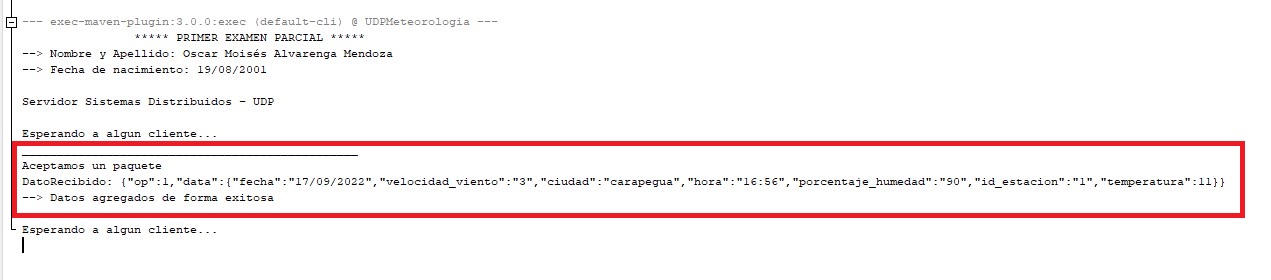 --- exec-maven-plugin:3.0.0:exec (default-cli) @ UDPMeteorologia ---
***** PRIMER EXAMEN PARCIAL *****
--> Nombre y Apellido: Oscar Moisés Alvarenga Mendoza
--> Fecha de nacimiento: 19/08/2001
Servidor Sistemas Distribuidos - UDP
Esperando a algun cliente...
Aceptamos un paquete
DatoRecibido: {"op":1,"data":{"fecha":"17/09/2022","velocidad_viento":"3","ciudad":"carapegua","hora":"16:56","porcentaje_humedad":"90","id_estacion":"1","temperatura":11}}
--> Datos agregados de forma exitosa
Esperando a algun cliente...